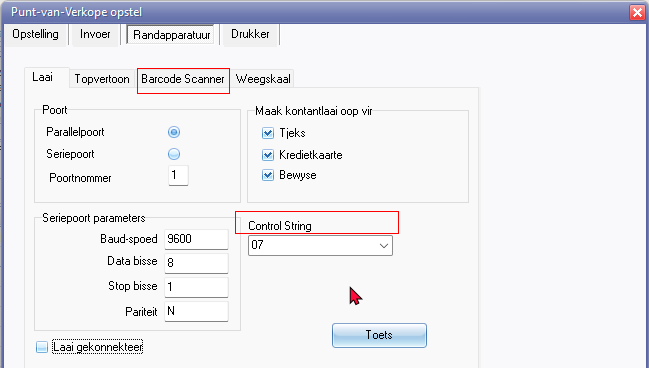 Punt-van-Verkope opstel
Opstelling Invoer Randapparatuur Drukker
Laai Topvertoon Barcode Scanner Weegskaal
Poort
Parallelpoort
Seriepoort
Poortnommer 1
Maak kontantlaai oop vir
Tjeks
Kredietkaarte
Bewyse
Seriepoort parameters
Baud-spoed 9600
Data bisse 8
Stop bisse 1
Pariteit N
Control String
07
Toets
Laai gekonnekteer